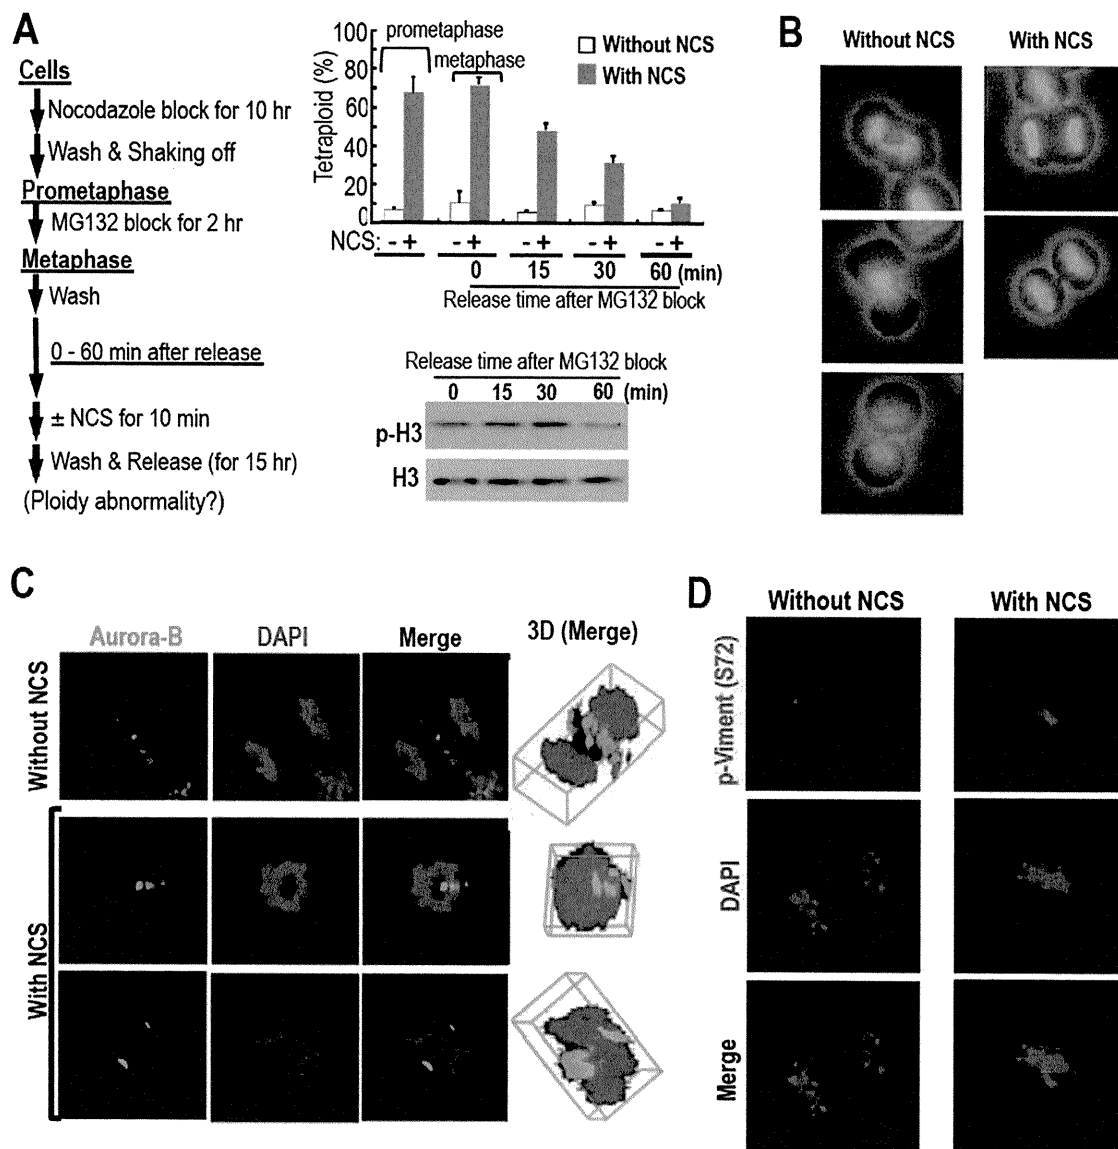 A
Cells
Nocodazole block for 10 hr
Wash & Shaking off
Prometaphase
MG132 block for 2 hr
Metaphase
Wash
0 - 60 min after release
± NCS for 10 min
Wash & Release (for 15 hr)
(Ploidy abnormality?)
Tetraploid (%)
100
80
60
40
20
0
prometaphase
metaphase
Without NCS
With NCS
NCS: - + - + - + - + - +
0 15 30 60 (min)
Release time after MG132 block
Release time after MG132 block
0 15 30 60 (min)
p-H3
H3
B
Without NCS With NCS
C
Aurora-B DAPI Merge 3D (Merge)
Without NCS
With NCS
D
Without NCS With NCS
p-Viment (S72)
DAPI
Merge